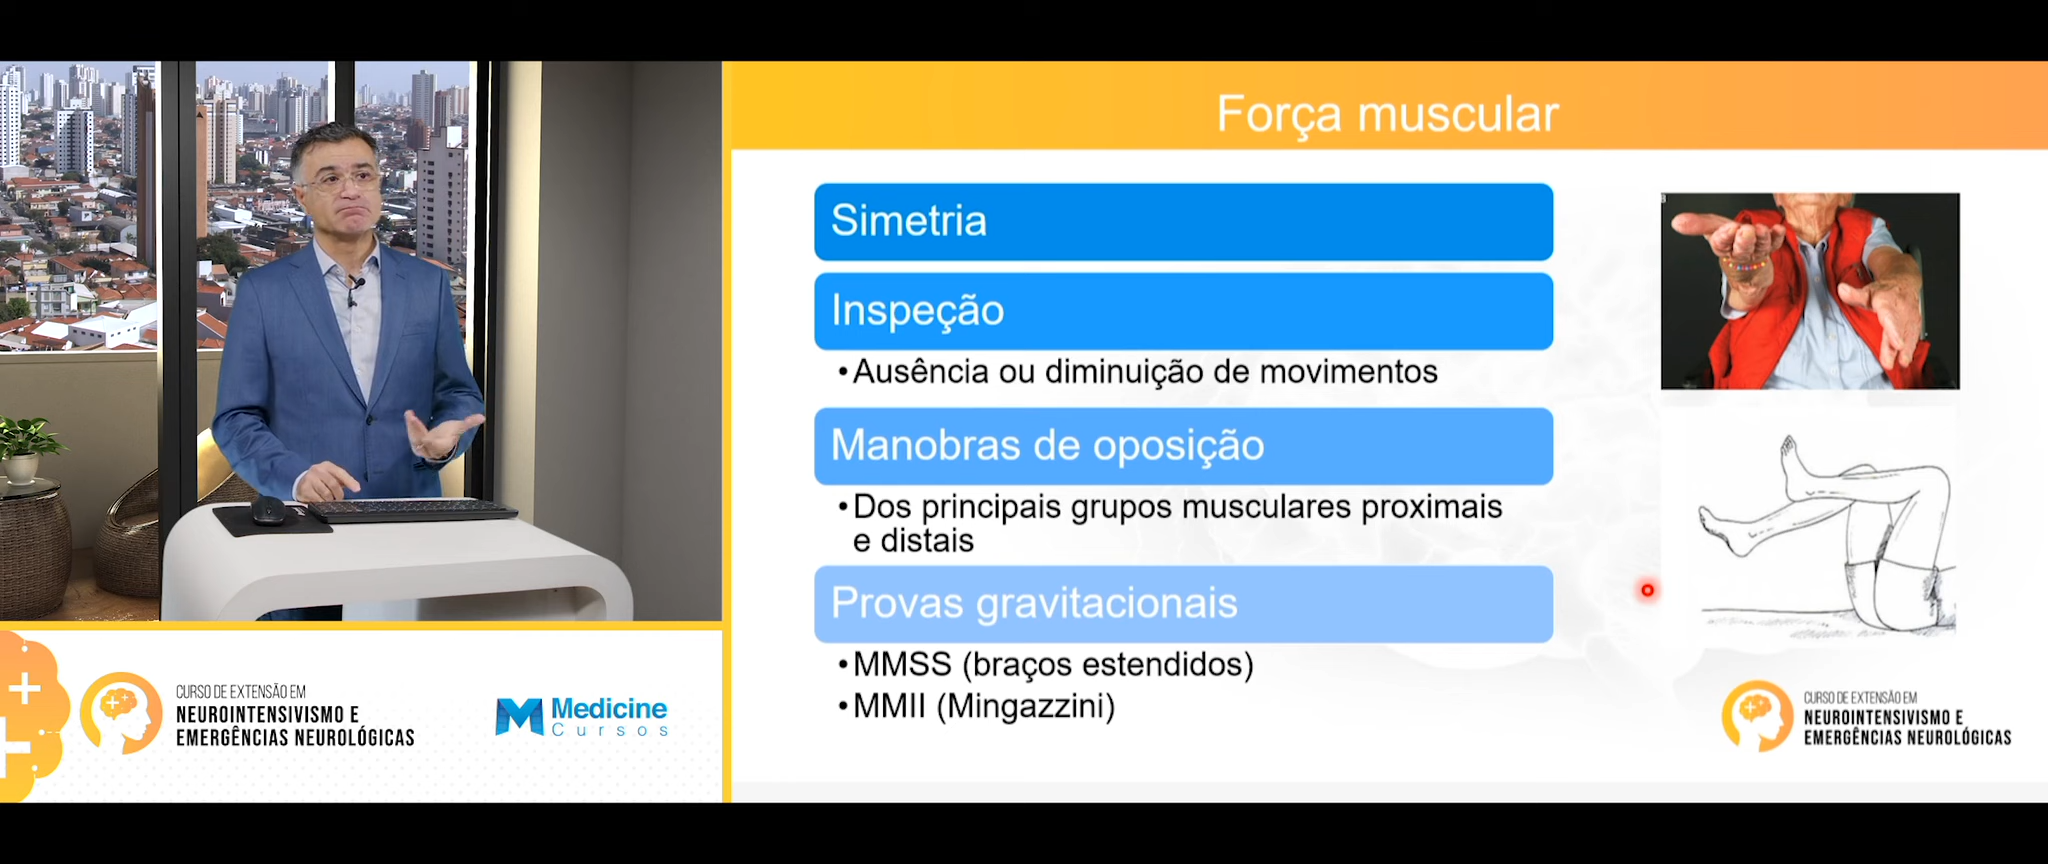 Força muscular
Simetria
Inspeção
•Ausência ou diminuição de movimentos
Manobras de oposição
•Dos principais grupos musculares proximais
e distais
Provas gravitacionais
•MMSS (braços estendidos)
•MMII (Mingazzini)
CURSO DE EXTENSÃO EM
NEUROINTENSIVISMO E
EMERGÊNCIAS NEUROLÓGICAS
Medicine
Cursos
CURSO DE EXTENSÃO EM
NEUROINTENSIVISMO E
EMERGÊNCIAS NEUROLÓGICAS